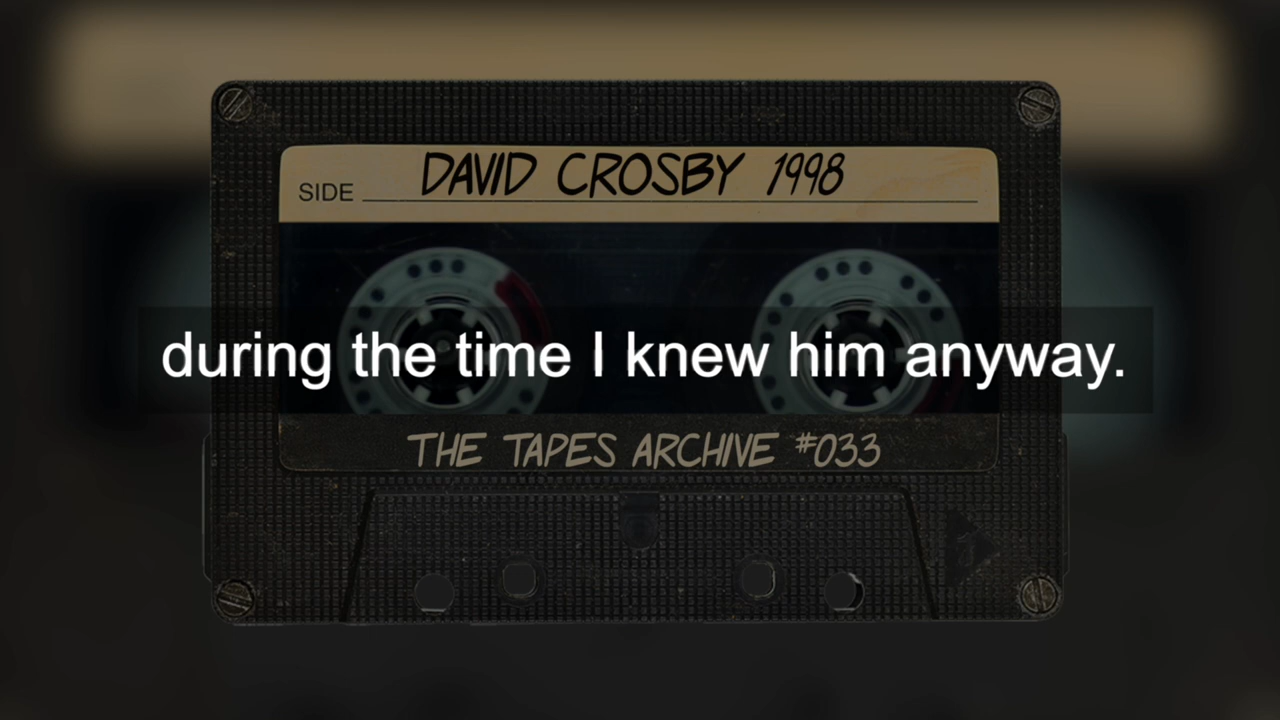 DAVID CROSBY 1998
SIDE
during the time I knew him anyway.
THE TAPES ARCHIVE #033